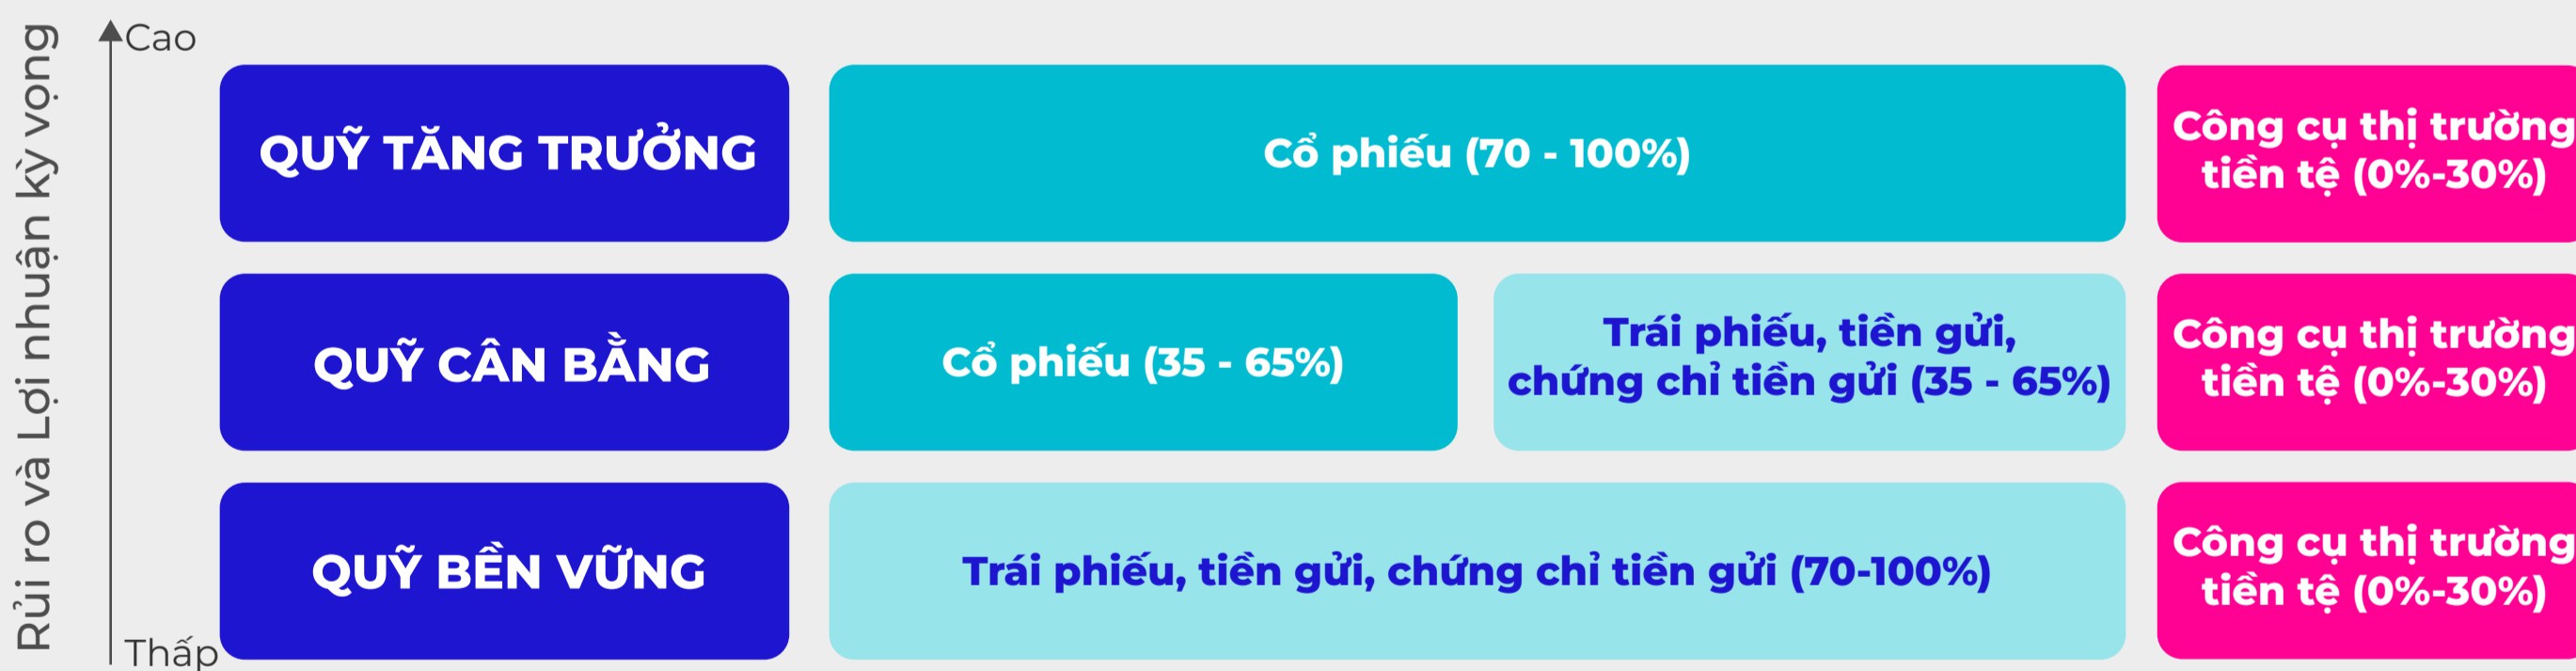 Rủi ro và Lợi nhuận kỳ vọng
Cao
QUỸ TĂNG TRƯỞNG
Cổ phiếu (70 - 100%)
Công cụ thị trường
tiền tệ (0%-30%)
QUỸ CÂN BẰNG
Cổ phiếu (35 - 65%)
Trái phiếu, tiền gửi,
chứng chỉ tiền gửi (35 - 65%)
Công cụ thị trường
tiền tệ (0%-30%)
QUỸ BỀN VỮNG
Trái phiếu, tiền gửi, chứng chỉ tiền gửi (70-100%)
Công cụ thị trường
tiền tệ (0%-30%)
Thấp